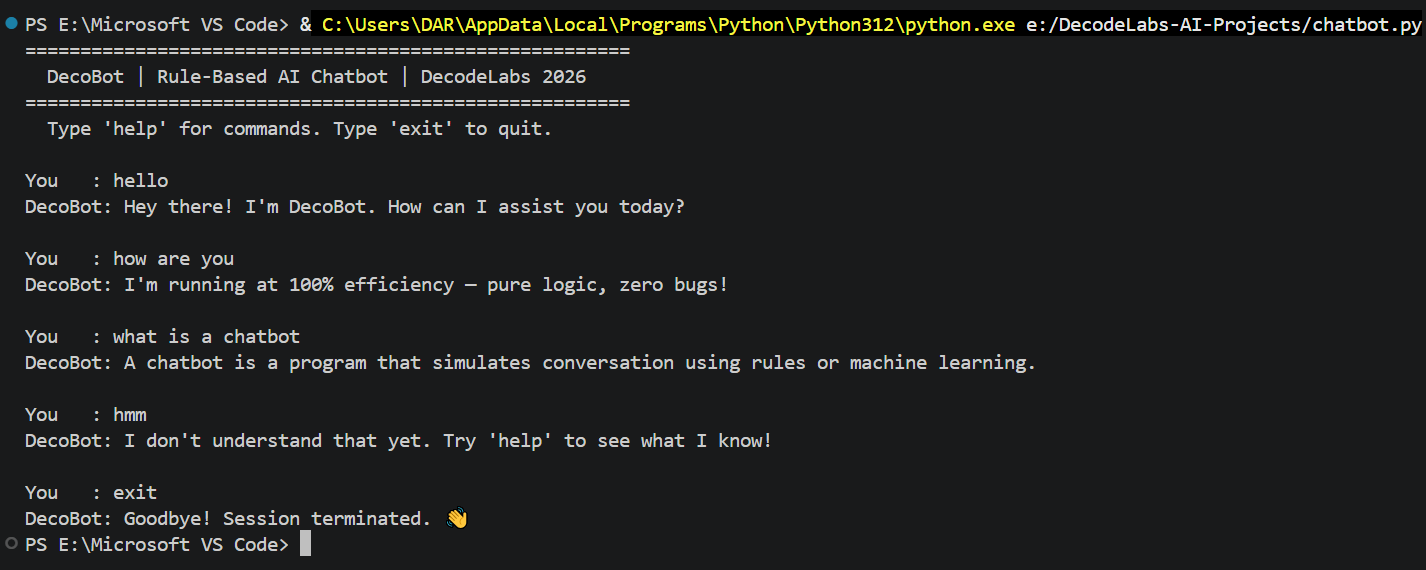 PS E:\Microsoft VS Code> & C:\Users\DAR\AppData\Local\Programs\Python\Python312\python.exe e:/DecodeLabs-AI-Projects/chatbot.py
=======================================================
  DecoBot | Rule-Based AI Chatbot | DecodeLabs 2026
=======================================================
  Type 'help' for commands. Type 'exit' to quit.

You   : hello
DecoBot: Hey there! I'm DecoBot. How can I assist you today?

You   : how are you
DecoBot: I'm running at 100% efficiency — pure logic, zero bugs!

You   : what is a chatbot
DecoBot: A chatbot is a program that simulates conversation using rules or machine learning.

You   : hmm
DecoBot: I don't understand that yet. Try 'help' to see what I know!

You   : exit
DecoBot: Goodbye! Session terminated. 👋
PS E:\Microsoft VS Code>